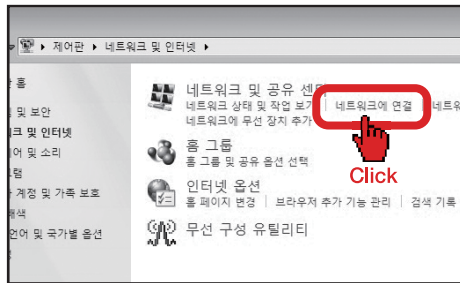 ▸ 제어판 ▸ 네트워크 및 인터넷 ▸
홈
및 보안
크 및 인터넷
어 및 소리
램
계정 및 가족 보호
색
언어 및 국가별 옵션
네트워크 및 공유 센터
네트워크 상태 및 작업 보기
네트워크에 연결
네트워
네트워크에 무선 장치 추가
홈 그룹
홈 그룹 및 공유 옵션 선택
Click
인터넷 옵션
홈 페이지 변경
브라우저 추가 기능 관리
검색 기록
무선 구성 유틸리티